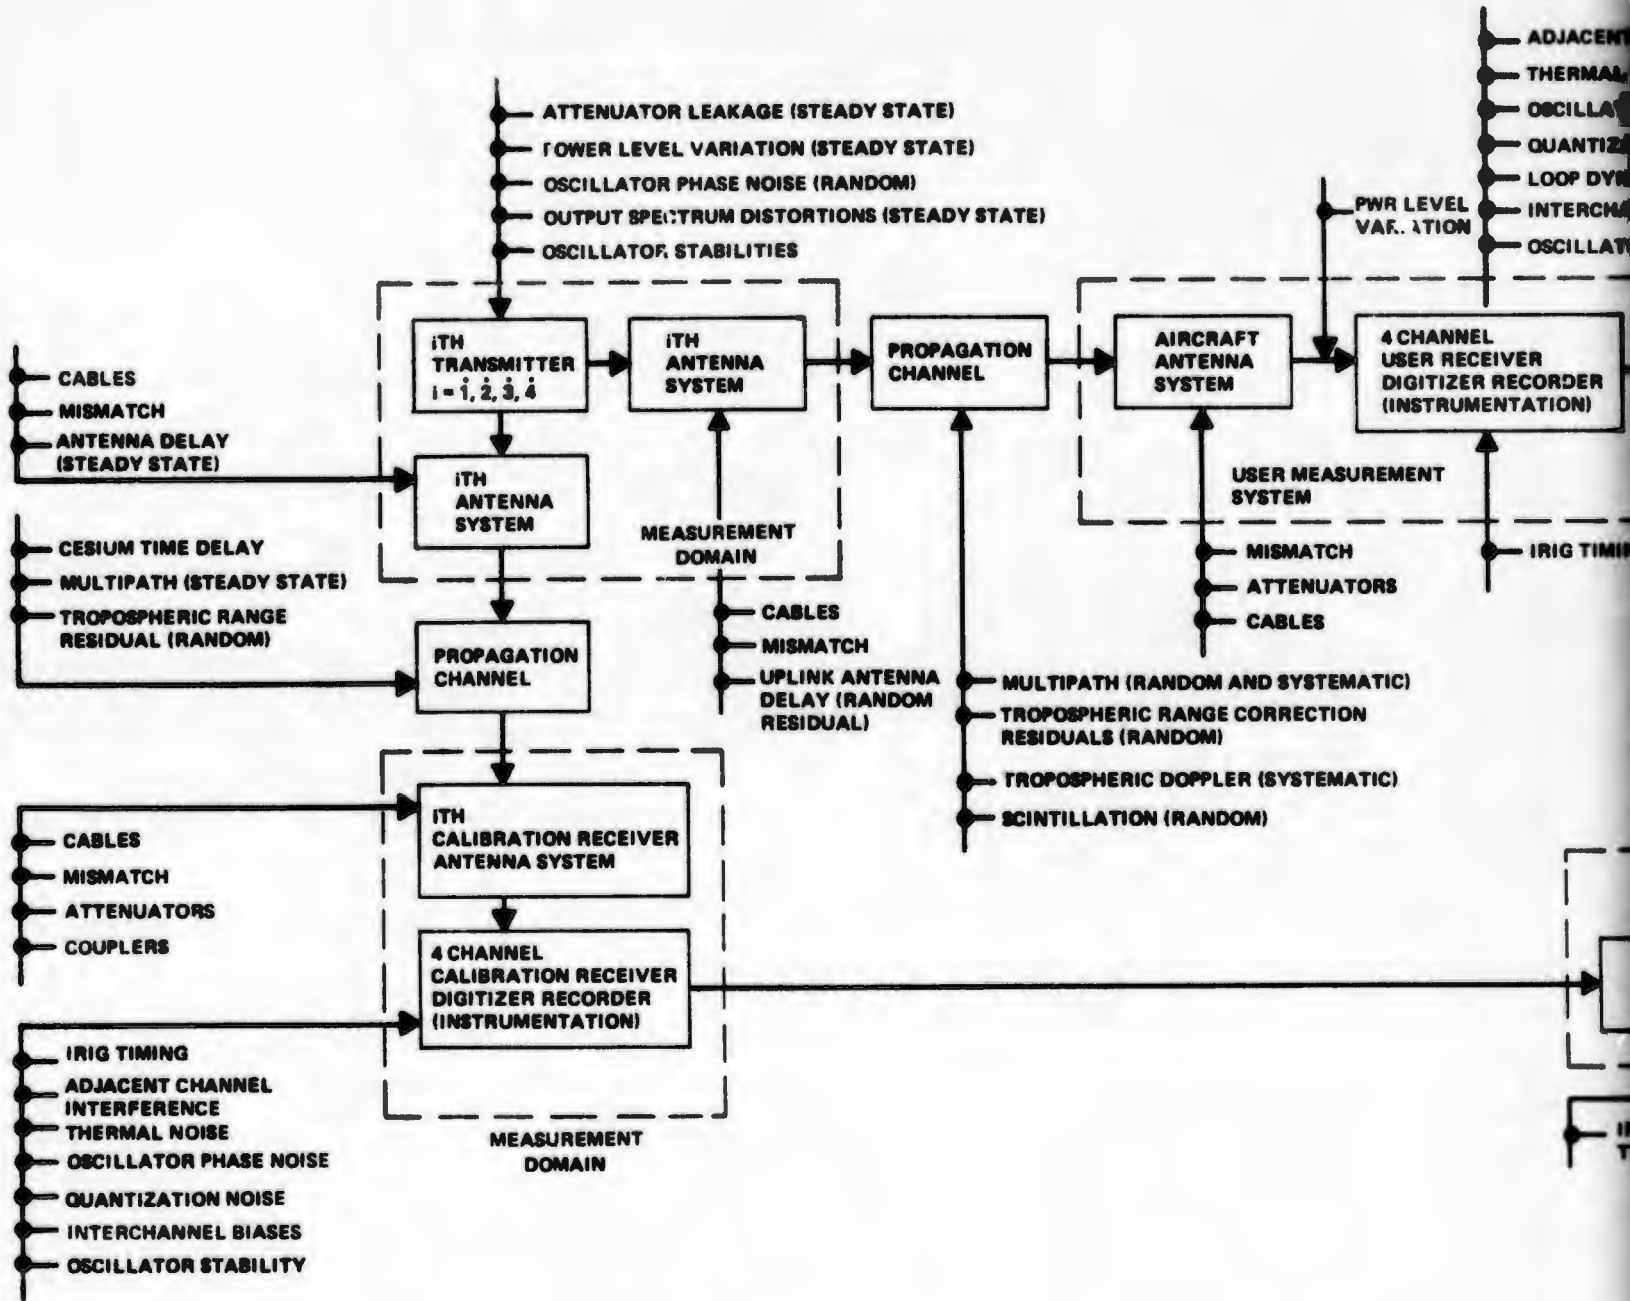 ADJACENT
THERMAL
QUANTIZ
LOOP DYN
ATTENUATOR LEAKAGE (STEADY STATE)
POWER LEVEL VARIATION (STEADY STATE)
OSCILLATOR PHASE NOISE (RANDOM)
OUTPUT SPECTRUM DISTORTIONS (STEADY STATE)
OSCILLATOR STABILITIES
PWR LEVEL
iTH
TRANSMITTER
i = 1, 2, 3, 4
iTH
ANTENNA
SYSTEM
PROPAGATION
CHANNEL
AIRCRAFT
ANTENNA
SYSTEM
4 CHANNEL
USER RECEIVER
DIGITIZER RECORDER
(INSTRUMENTATION)
CABLES
MISMATCH
ANTENNA DELAY
(STEADY STATE)
iTH
ANTENNA
SYSTEM
MEASUREMENT
DOMAIN
USER MEASUREMENT
SYSTEM
CESIUM TIME DELAY
MULTIPATH (STEADY STATE)
TROPOSPHERIC RANGE
RESIDUAL (RANDOM)
MISMATCH
ATTENUATORS
CABLES
IRIG
PROPAGATION
CHANNEL
CABLES
MISMATCH
UPLINK ANTENNA
DELAY (RANDOM
RESIDUAL)
MULTIPATH (RANDOM AND SYSTEMATIC)
TROPOSPHERIC RANGE CORRECTION
RESIDUALS (RANDOM)
TROPOSPHERIC DOPPLER (SYSTEMATIC)
SCINTILLATION (RANDOM)
iTH
CALIBRATION RECEIVER
ANTENNA SYSTEM
CABLES
MISMATCH
ATTENUATORS
COUPLERS
4 CHANNEL
CALIBRATION RECEIVER
DIGITIZER RECORDER
(INSTRUMENTATION)
IRIG TIMING
ADJACENT CHANNEL
INTERFERENCE
THERMAL NOISE
OSCILLATOR PHASE NOISE
QUANTIZATION NOISE
INTERCHANNEL BIASES
OSCILLATOR STABILITY
MEASUREMENT
DOMAIN